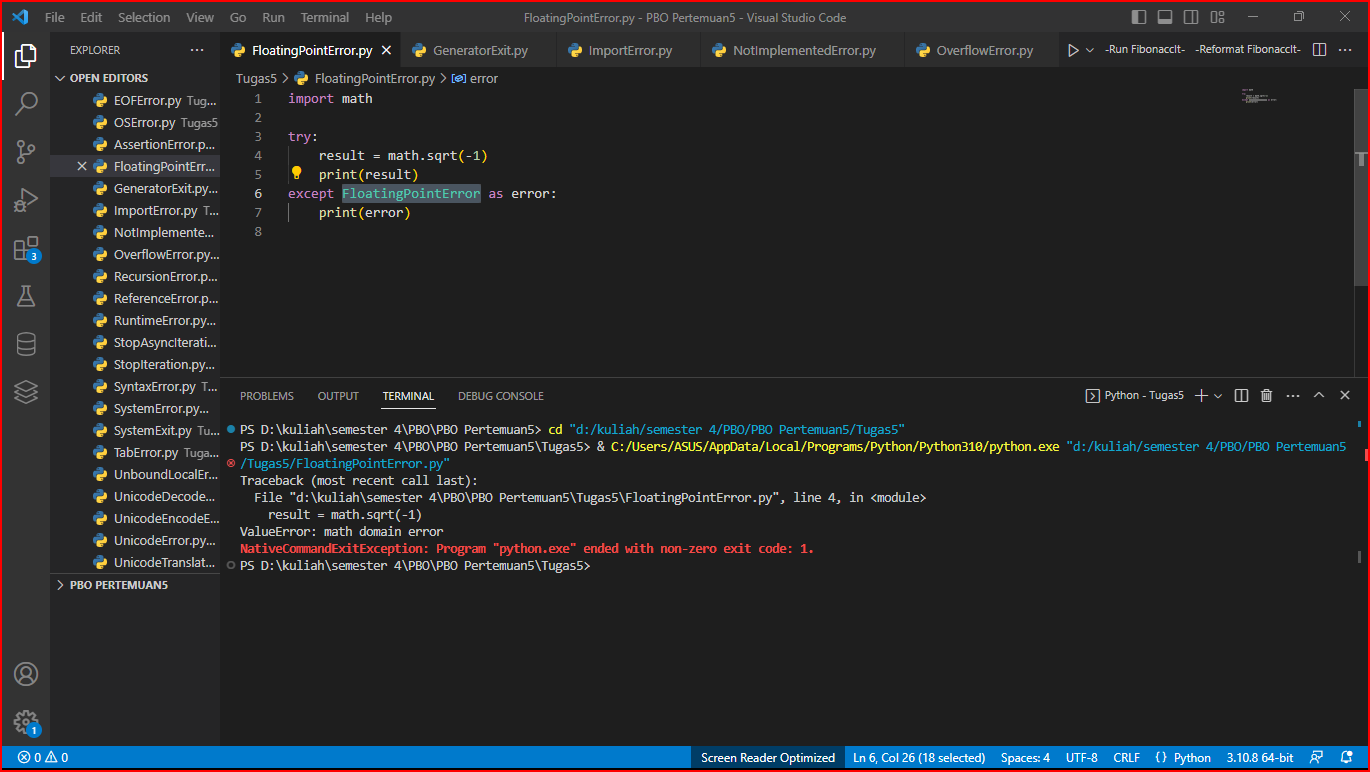 File Edit Selection View Go Run Terminal Help
FloatingPointError.py - PBO Pertemuan5 - Visual Studio Code
EXPLORER
OPEN EDITORS
EOFError.py Tug...
OSError.py Tugas5
AssertionError.p...
FloatingPointErr...
GeneratorExit.py...
ImportError.py T...
NotImplemente...
OverflowError.py...
RecursionError.p...
ReferenceError.p...
RuntimeError.py...
StopAsyncIterati...
StopIteration.py...
SyntaxError.py T...
SystemError.py...
SystemExit.py Tu...
TabError.py Tuga...
UnboundLocalEr...
UnicodeDecode...
UnicodeEncodeE...
UnicodeError.py...
UnicodeTranslat...
PBO PERTEMUAN5
3
1
FloatingPointError.py GeneratorExit.py ImportError.py NotImplementedError.py OverflowError.py -Run FibonaccIt- -Reformat FibonaccIt-
Tugas5 > FloatingPointError.py > error
1 import math
2
3 try:
4 result = math.sqrt(-1)
5 print(result)
6 except FloatingPointError as error:
7 print(error)
8
PROBLEMS OUTPUT TERMINAL DEBUG CONSOLE
Python - Tugas5
PS D:\kuliah\semester 4\PBO\PBO Pertemuan5> cd "d:/kuliah/semester 4/PBO/PBO Pertemuan5/Tugas5"
PS D:\kuliah\semester 4\PBO\PBO Pertemuan5\Tugas5> & C:/Users/ASUS/AppData/Local/Programs/Python/Python310/python.exe "d:/kuliah/semester 4/PBO/PBO Pertemuan5
/Tugas5/FloatingPointError.py"
Traceback (most recent call last):
File "d:\kuliah\semester 4\PBO\PBO Pertemuan5\Tugas5\FloatingPointError.py", line 4, in <module>
result = math.sqrt(-1)
ValueError: math domain error
NativeCommandExitException: Program "python.exe" ended with non-zero exit code: 1.
PS D:\kuliah\semester 4\PBO\PBO Pertemuan5\Tugas5>
0 0
Screen Reader Optimized Ln 6, Col 26 (18 selected) Spaces: 4 UTF-8 CRLF {} Python 3.10.8 64-bit